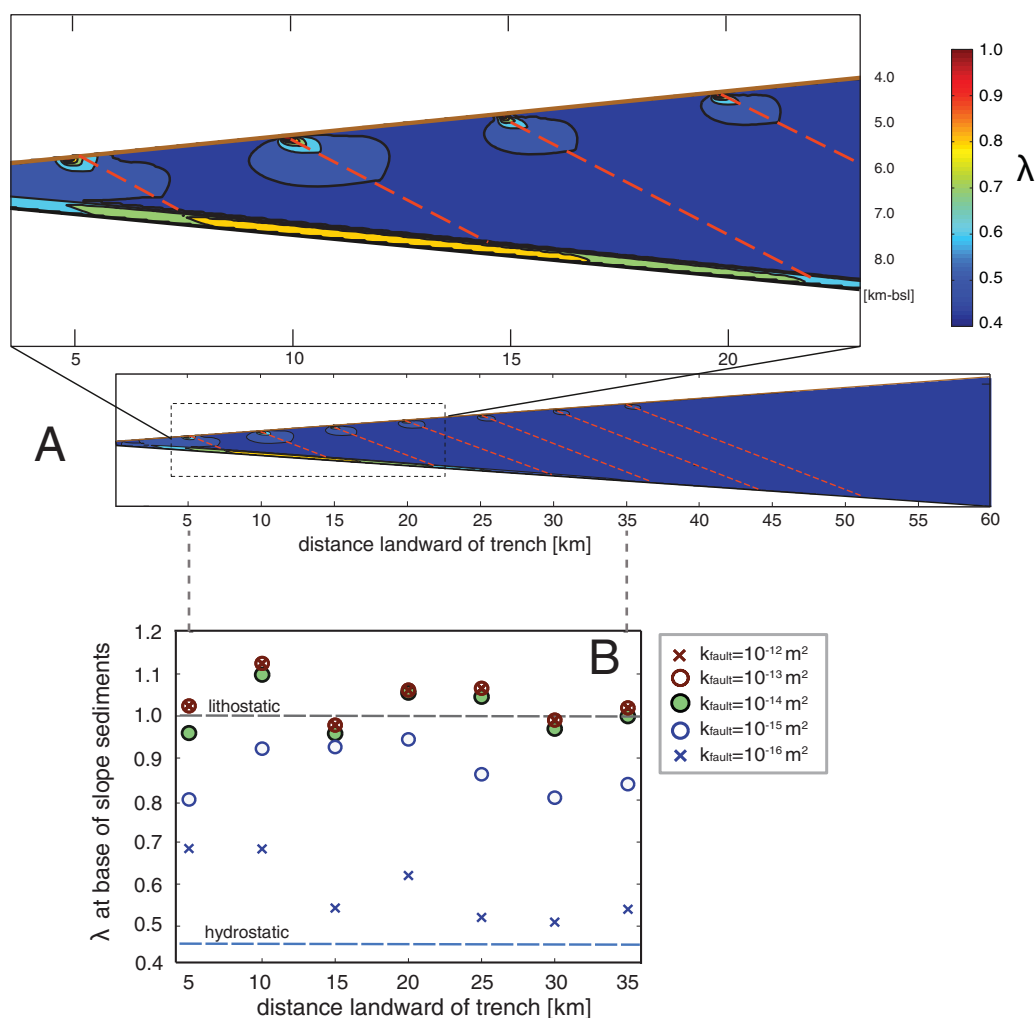 4.0
5.0
6.0
7.0
8.0
[km-bsl]
5 10 15 20
1.0
0.9
0.8
0.7
0.6
0.5
0.4
λ
A
5 10 15 20 25 30 35 40 45 50 55 60
distance landward of trench [km]
B
λ at base of slope sediments
1.2
1.1
1.0
0.9
0.8
0.7
0.6
0.5
0.4
lithostatic
hydrostatic
5 10 15 20 25 30 35
distance landward of trench [km]
kfault=10⁻¹² m²
kfault=10⁻¹³ m²
kfault=10⁻¹⁴ m²
kfault=10⁻¹⁵ m²
kfault=10⁻¹⁶ m²